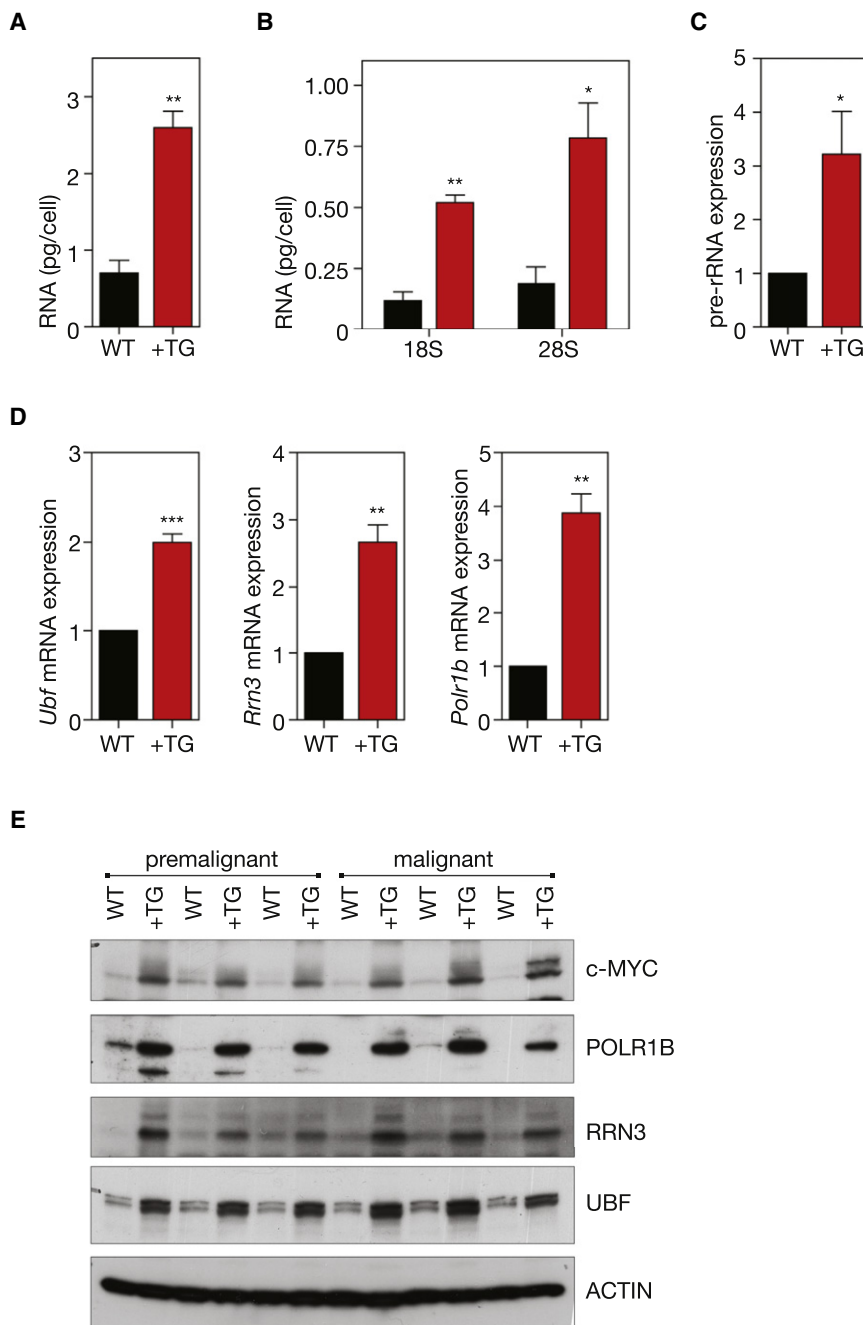 A
RNA (pg/cell)
3
2
1
0
**
WT +TG
B
RNA (pg/cell)
1.00
0.75
0.50
0.25
0
**
*
18S 28S
C
pre-rRNA expression
5
4
3
2
1
0
*
WT +TG
D
Ubf mRNA expression
3
2
1
0
***
WT +TG
Rrn3 mRNA expression
4
3
2
1
0
**
WT +TG
Polr1b mRNA expression
5
4
3
2
1
0
**
WT +TG
E
premalignant malignant
WT +TG WT +TG WT +TG WT +TG WT +TG WT +TG
c-MYC
POLR1B
RRN3
UBF
ACTIN